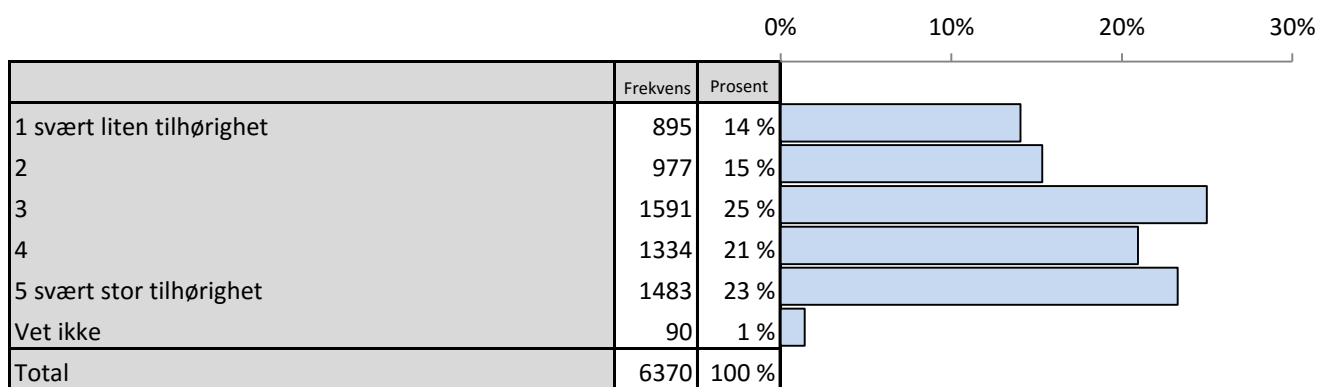 0% 10% 20% 30%
Frekvens Prosent
1 svært liten tilhørighet 895 14 %
2 977 15 %
3 1591 25 %
4 1334 21 %
5 svært stor tilhørighet 1483 23 %
Vet ikke 90 1 %
Total 6370 100 %